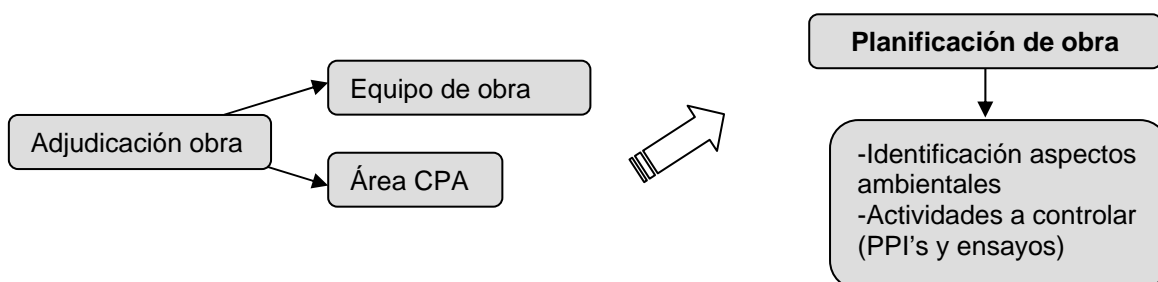 Adjudicación obra
Equipo de obra
Área CPA
Planificación de obra
-Identificación aspectos
ambientales
-Actividades a controlar
(PPI’s y ensayos)